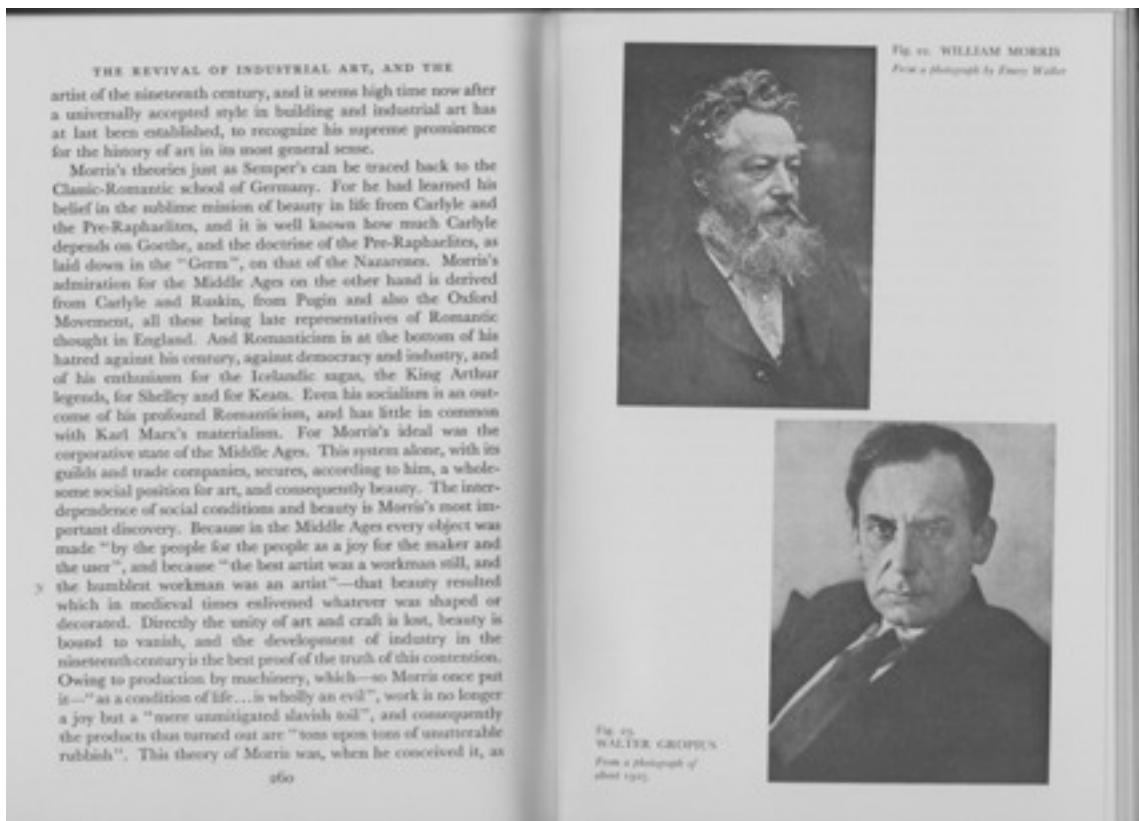 THE REVIVAL OF INDUSTRIAL ART, AND THE
artist of the nineteenth century, and it seems high time now after
a universally accepted style in building and industrial art has
at last been established, to recognize his supreme prominence
for the history of art in its most general sense.
Morris's theories just as Semper's can be traced back to the
Classic-Romantic school of Germany. For he had learned his
belief in the sublime mission of beauty in life from Carlyle and
the Pre-Raphaelites, and it is well known how much Carlyle
depends on Goethe, and the doctrine of the Pre-Raphaelites, as
laid down in the "Germ", on that of the Nazarenes. Morris's
admiration for the Middle Ages on the other hand is derived
from Carlyle and Ruskin, from Pugin and also the Oxford
Movement, all these being late representatives of Romantic
thought in England. And Romanticism is at the bottom of his
hatred against his century, against democracy and industry, and
of his enthusiasm for the Icelandic sagas, the King Arthur
legends, for Shelley and for Keats. Even his socialism is an out-
come of his profound Romanticism, and has little in common
with Karl Marx's materialism. For Morris's ideal was the
corporative state of the Middle Ages. This system alone, with its
guilds and trade companies, secures, according to him, a whole-
some social position for art, and consequently beauty. The inter-
dependence of social conditions and beauty is Morris's most im-
portant discovery. Because in the Middle Ages every object was
made "by the people for the people as a joy for the maker and
the user", and because "the best artist was a workman still, and
the humblest workman was an artist"—that beauty resulted
which in medieval times enlivened whatever was shaped or
decorated. Directly the unity of art and craft is lost, beauty is
bound to vanish, and the development of industry in the
nineteenth century is the best proof of the truth of this contention.
Owing to production by machinery, which—so Morris once put
it—"as a condition of life...is wholly an evil", work is no longer
a joy but a "mere unmitigated slavish toil", and consequently
the products thus turned out are "tons upon tons of unutterable
rubbish". This theory of Morris was, when he conceived it, as
260
Fig. WILLIAM MORRIS
From a photograph by Emery Walker
Fig.
WALTER GROPIUS
From a photograph of
about